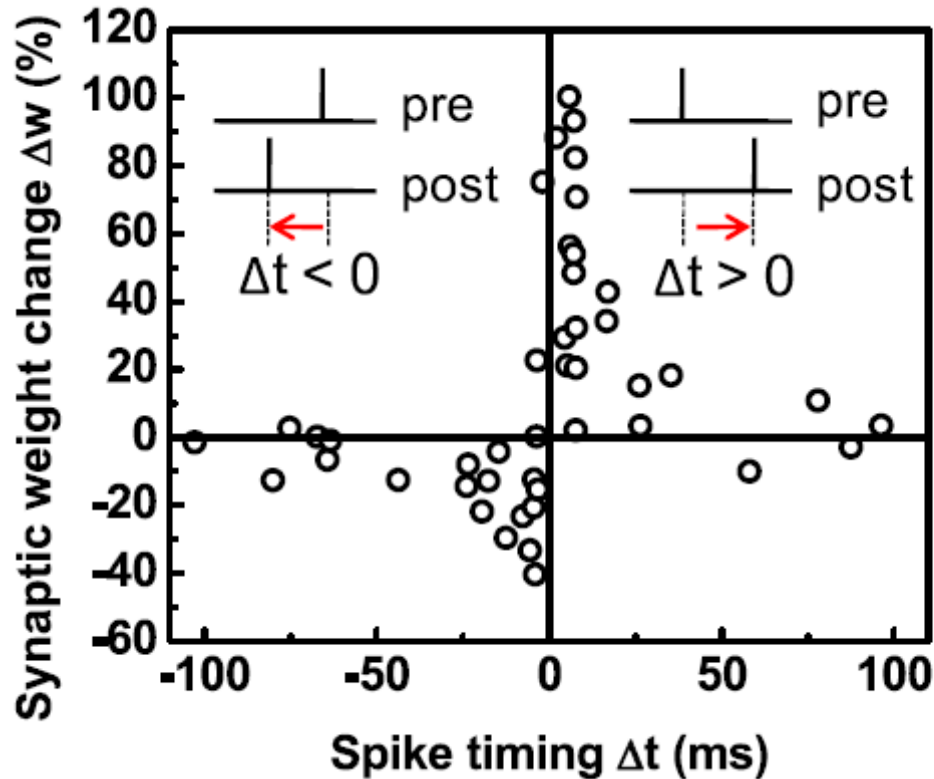 Synaptic weight change Δw (%)
120
100
80
60
40
20
0
-20
-40
-60
pre
post
Δt < 0
pre
post
Δt > 0
-100
-50
0
50
100
Spike timing Δt (ms)